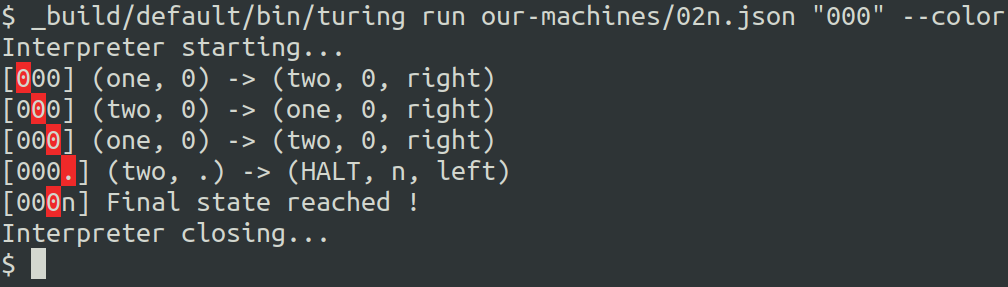 $ _build/default/bin/turing run our-machines/02n.json "000" --color
Interpreter starting...
[000] (one, 0) -> (two, 0, right)
[000] (two, 0) -> (one, 0, right)
[000] (one, 0) -> (two, 0, right)
[000.] (two, .) -> (HALT, n, left)
[000n] Final state reached !
Interpreter closing...
$